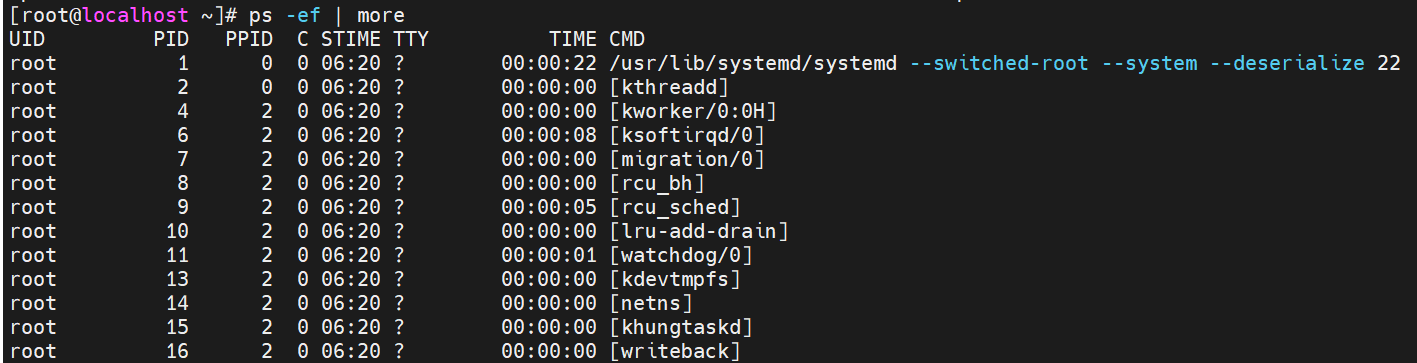 [root@localhost ~]# ps -ef | more
UID         PID   PPID  C STIME TTY          TIME CMD
root          1      0  0 06:20 ?        00:00:22 /usr/lib/systemd/systemd --switched-root --system --deserialize 22
root          2      0  0 06:20 ?        00:00:00 [kthreadd]
root          4      2  0 06:20 ?        00:00:00 [kworker/0:0H]
root          6      2  0 06:20 ?        00:00:08 [ksoftirqd/0]
root          7      2  0 06:20 ?        00:00:00 [migration/0]
root          8      2  0 06:20 ?        00:00:00 [rcu_bh]
root          9      2  0 06:20 ?        00:00:05 [rcu_sched]
root         10      2  0 06:20 ?        00:00:00 [lru-add-drain]
root         11      2  0 06:20 ?        00:00:01 [watchdog/0]
root         13      2  0 06:20 ?        00:00:00 [kdevtmpfs]
root         14      2  0 06:20 ?        00:00:00 [netns]
root         15      2  0 06:20 ?        00:00:00 [khungtaskd]
root         16      2  0 06:20 ?        00:00:00 [writeback]